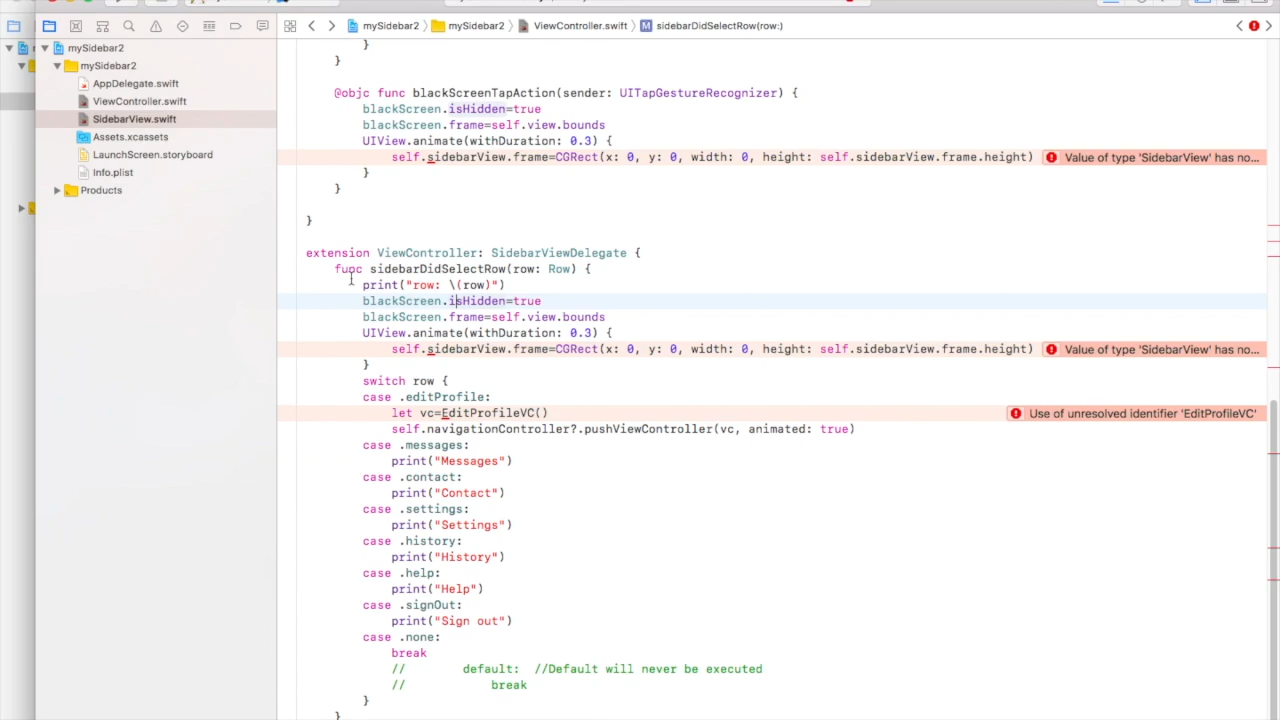 mySidebar2 mySidebar2 ViewController.swift M sidebarDidSelectRow(row:)
mySidebar2
mySidebar2
AppDelegate.swift
ViewController.swift
SidebarView.swift
Assets.xcassets
LaunchScreen.storyboard
Info.plist
Products
}
}
@objc func blackScreenTapAction(sender: UITapGestureRecognizer) {
blackScreen.isHidden=true
blackScreen.frame=self.view.bounds
UIView.animate(withDuration: 0.3) {
self.sidebarView.frame=CGRect(x: 0, y: 0, width: 0, height: self.sidebarView.frame.height) Value of type 'SidebarView' has no...
}
}
}
extension ViewController: SidebarViewDelegate {
func sidebarDidSelectRow(row: Row) {
print("row: \(row)")
blackScreen.isHidden=true
blackScreen.frame=self.view.bounds
UIView.animate(withDuration: 0.3) {
self.sidebarView.frame=CGRect(x: 0, y: 0, width: 0, height: self.sidebarView.frame.height) Value of type 'SidebarView' has no...
}
switch row {
case .editProfile:
let vc=EditProfileVC() Use of unresolved identifier 'EditProfileVC'
self.navigationController?.pushViewController(vc, animated: true)
case .messages:
print("Messages")
case .contact:
print("Contact")
case .settings:
print("Settings")
case .history:
print("History")
case .help:
print("Help")
case .signOut:
print("Sign out")
case .none:
break
// default: //Default will never be executed
// break
}
}